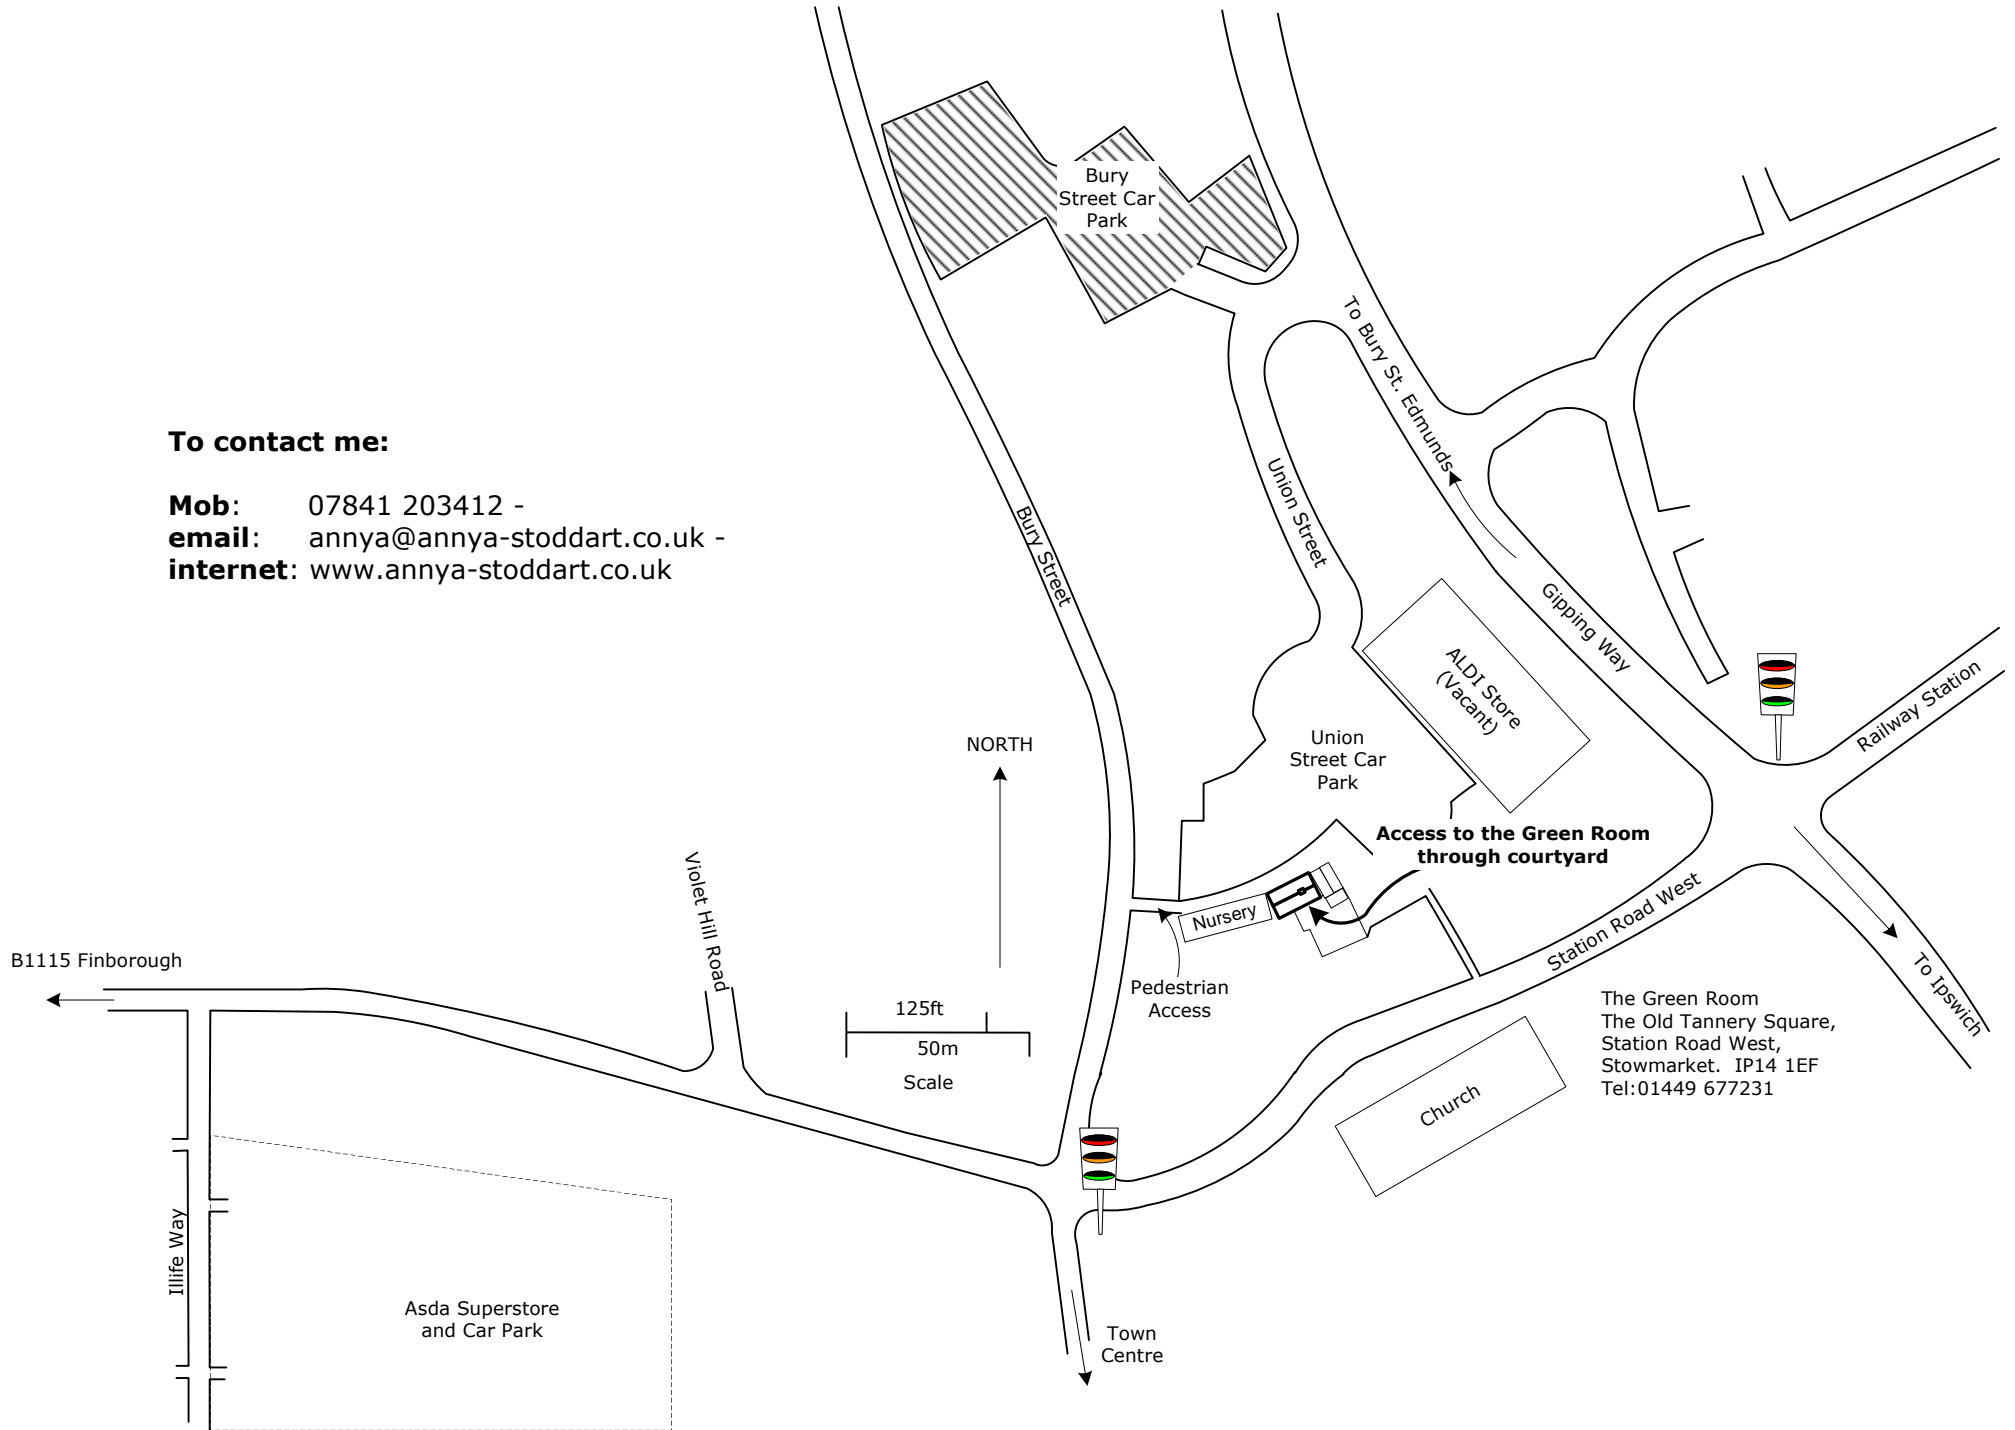 Bury
Street Car
Park
To Bury St. Edmunds
To contact me:
Mob: 07841 203412 -
email: annya@annya-stoddart.co.uk -
internet: www.annya-stoddart.co.uk
Bury Street
Union Street
Gipping Way
ALDI Store
(Vacant)
Railway Station
NORTH
Union
Street Car
Park
Access to the Green Room
through courtyard
Violet Hill Road
Nursery
Station Road West
B1115 Finborough
Pedestrian
Access
To Ipswich
125ft
50m
Scale
The Green Room
The Old Tannery Square,
Station Road West,
Stowmarket. IP14 1EF
Tel:01449 677231
Church
Illife Way
Asda Superstore
and Car Park
Town
Centre